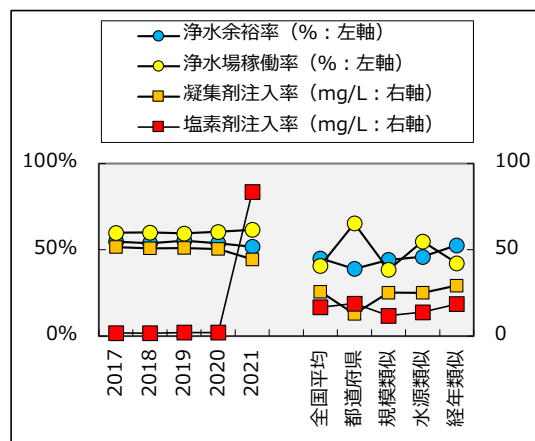 浄水余裕率（％：左軸）
浄水場稼働率（％：左軸）
凝集剤注入率（mg/L：右軸）
塩素剤注入率（mg/L：右軸）
100%
50%
0%
100
50
0
2017
2018
2019
2020
2021
全国平均
都道府県
規模類似
水源類似
経年類似